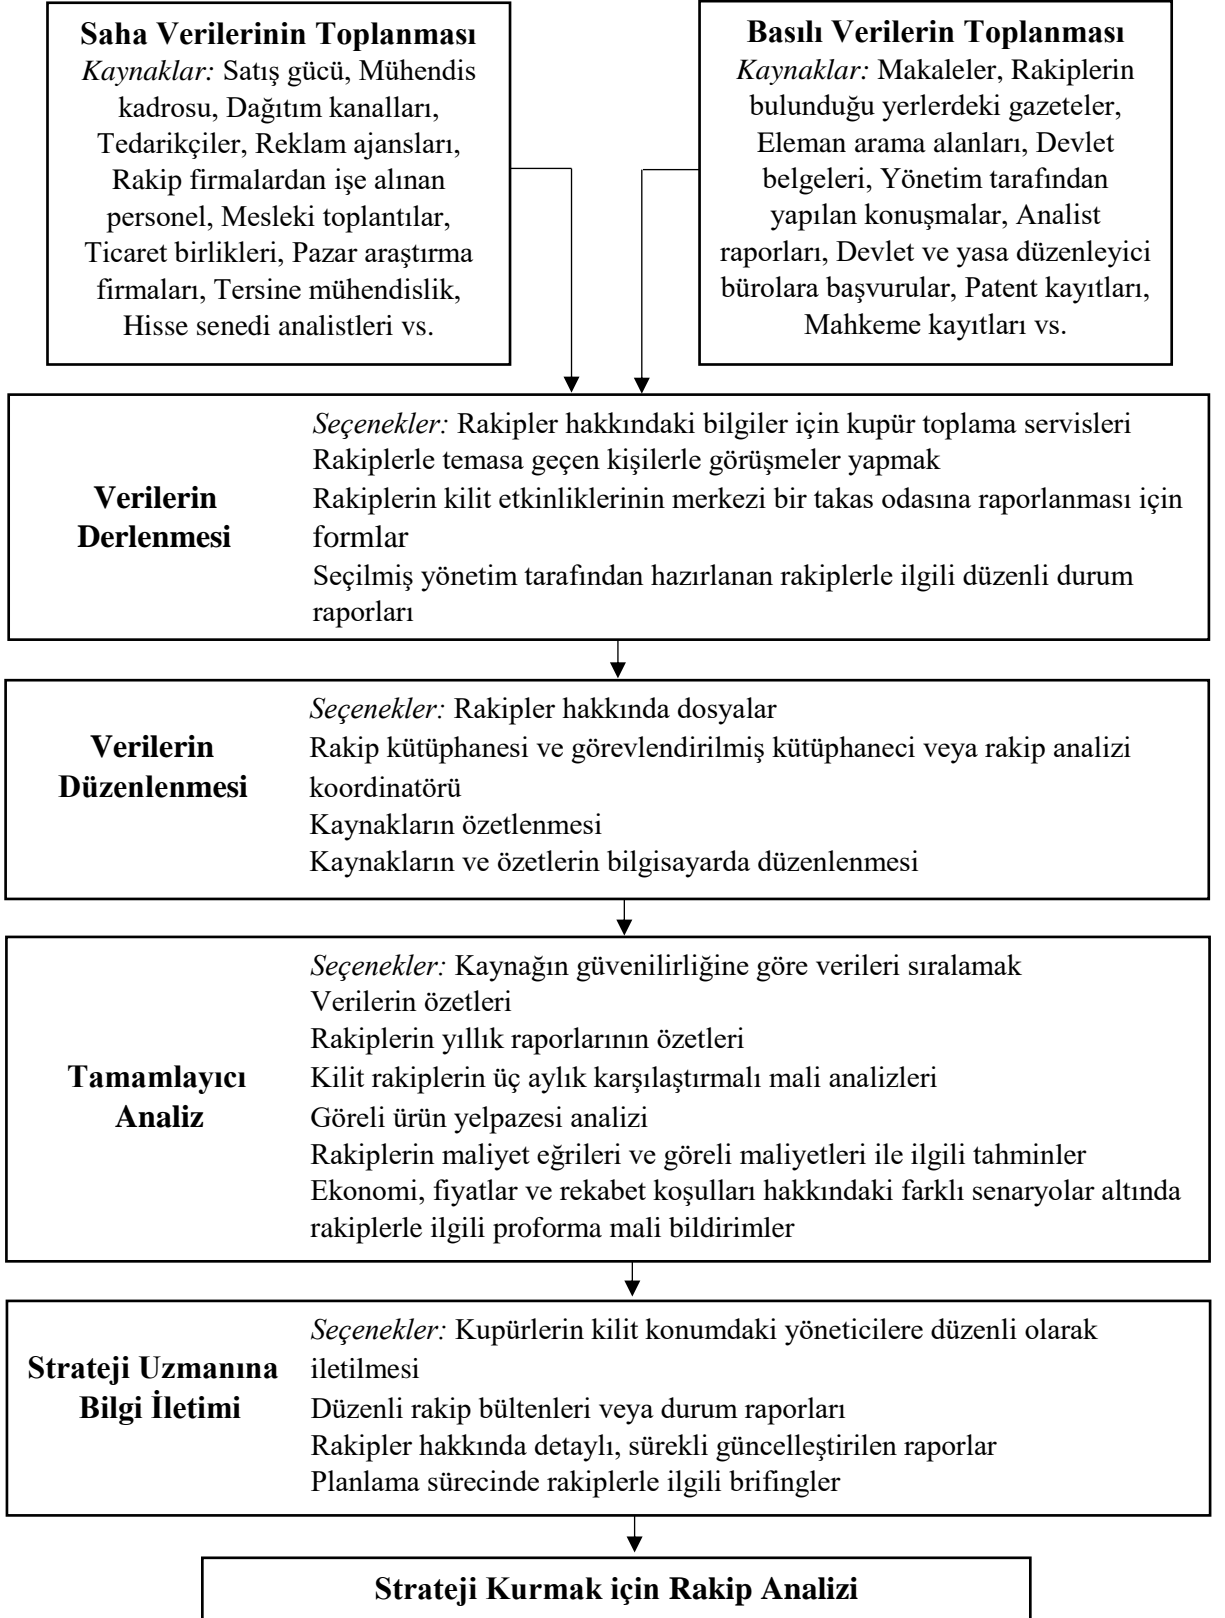 Saha Verilerinin Toplanması
Kaynaklar: Satış gücü, Mühendis
kadrosu, Dağıtım kanalları,
Tedarikçiler, Reklam ajansları,
Rakip firmalardan işe alınan
personel, Mesleki toplantılar,
Ticaret birlikleri, Pazar araştırma
firmaları, Tersine mühendislik,
Hisse senedi analistleri vs.
Basılı Verilerin Toplanması
Kaynaklar: Makaleler, Rakiplerin
bulunduğu yerlerdeki gazeteler,
Eleman arama alanları, Devlet
belgeleri, Yönetim tarafından
yapılan konuşmalar, Analist
raporları, Devlet ve yasa düzenleyici
bürolara başvurular, Patent kayıtları,
Mahkeme kayıtları vs.
Verilerin
Derlenmesi
Seçenekler: Rakipler hakkındaki bilgiler için kupür toplama servisleri
Rakiplerle temasa geçen kişilerle görüşmeler yapmak
Rakiplerin kilit etkinliklerinin merkezi bir takas odasına raporlanması için
formlar
Seçilmiş yönetim tarafından hazırlanan rakiplerle ilgili düzenli durum
raporları
Verilerin
Düzenlenmesi
Seçenekler: Rakipler hakkında dosyalar
Rakip kütüphanesi ve görevlendirilmiş kütüphaneci veya rakip analizi
koordinatörü
Kaynakların özetlenmesi
Kaynakların ve özetlerin bilgisayarda düzenlenmesi
Tamamlayıcı
Analiz
Seçenekler: Kaynağın güvenilirliğine göre verileri sıralamak
Verilerin özetleri
Rakiplerin yıllık raporlarının özetleri
Kilit rakiplerin üç aylık karşılaştırmalı mali analizleri
Göreli ürün yelpazesi analizi
Rakiplerin maliyet eğrileri ve göreli maliyetleri ile ilgili tahminler
Ekonomi, fiyatlar ve rekabet koşulları hakkındaki farklı senaryolar altında
rakiplerle ilgili proforma mali bildirimler
Strateji Uzmanına
Bilgi İletimi
Seçenekler: Kupürlerin kilit konumdaki yöneticilere düzenli olarak
iletilmesi
Düzenli rakip bültenleri veya durum raporları
Rakipler hakkında detaylı, sürekli güncelleştirilen raporlar
Planlama sürecinde rakiplerle ilgili brifingler
Strateji Kurmak için Rakip Analizi